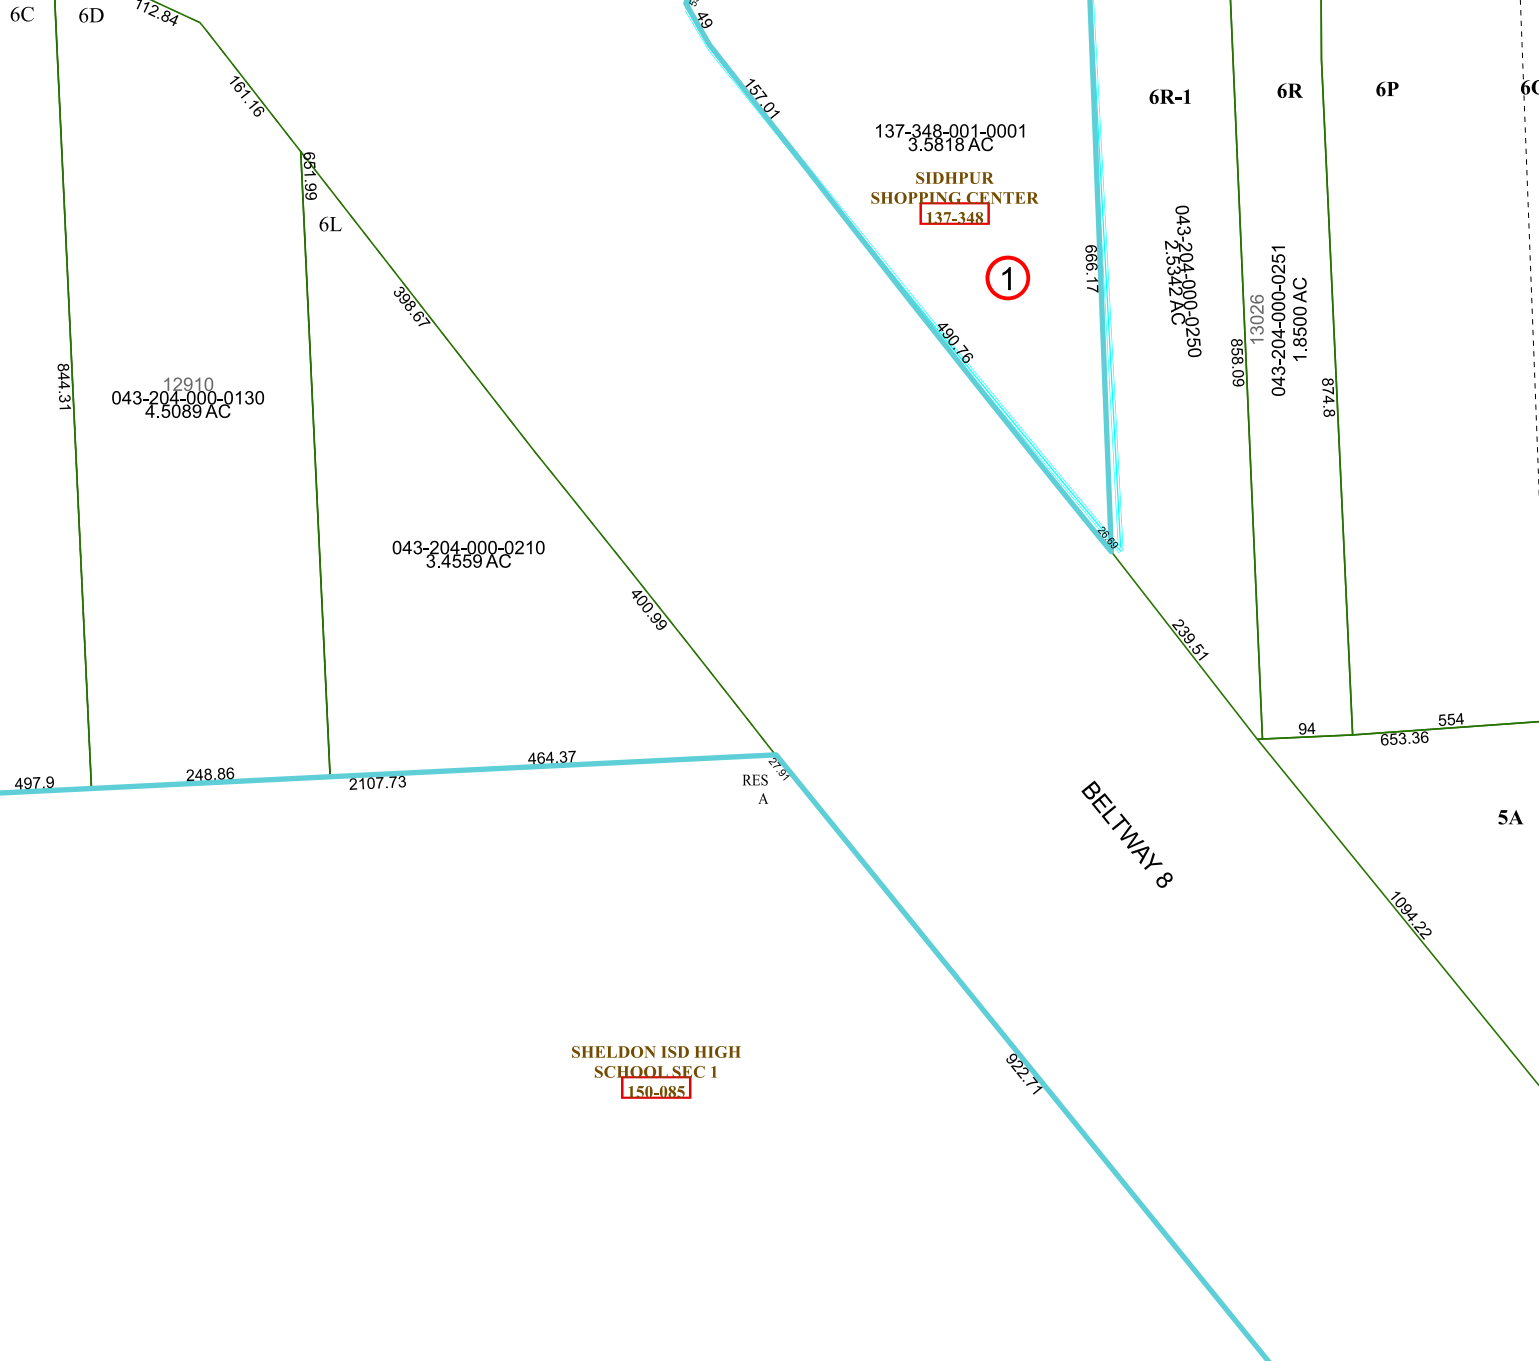 6C
6D
112.84
49
6R-1
6R
6P
161.16
157.01
137-348-001-0001
3.5818 AC
SIDHPUR
SHOPPING CENTER
137-348
651.99
6L
1
666.17
043-204-000-0250
2.5342 AC
13026
043-204-000-0251
1.8500 AC
398.67
490.76
858.09
874.8
844.31
12910
043-204-000-0130
4.5089 AC
043-204-000-0210
3.4559 AC
26.69
400.99
239.51
94
554
653.36
464.37
248.86
497.9
2107.73
27.91
RES
A
BELTWAY 8
5A
1094.22
SHELDON ISD HIGH
SCHOOL SEC 1
150-085
922.71